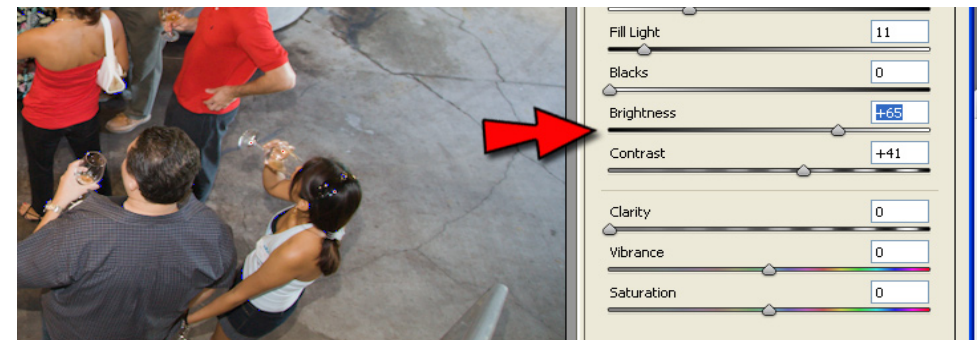 Fill Light 11
Blacks 0
Brightness +65
Contrast +41
Clarity 0
Vibrance 0
Saturation 0